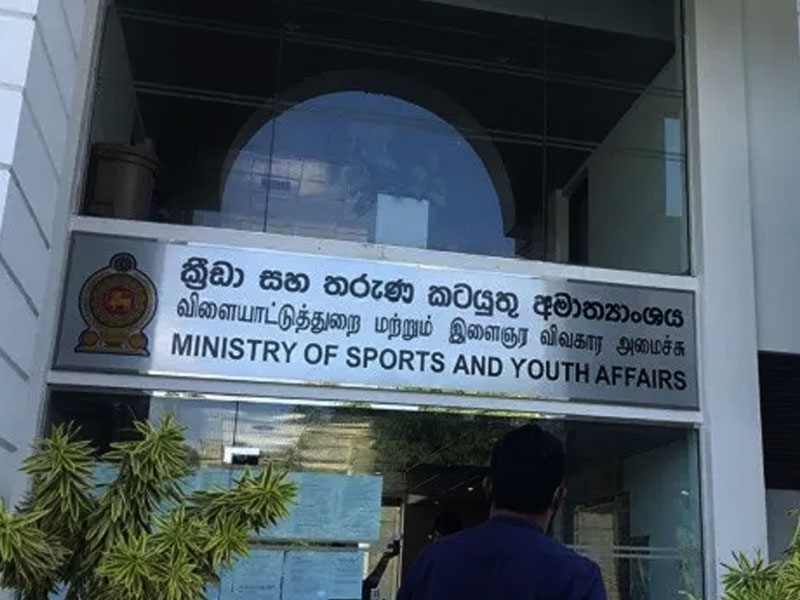 ක්‍රීඩා සහ තරුණ කටයුතු අමාත්‍යාංශය
விளையாட்டுத்துறை மற்றும் இளைஞர் விவகார அமைச்சு
MINISTRY OF SPORTS AND YOUTH AFFAIRS